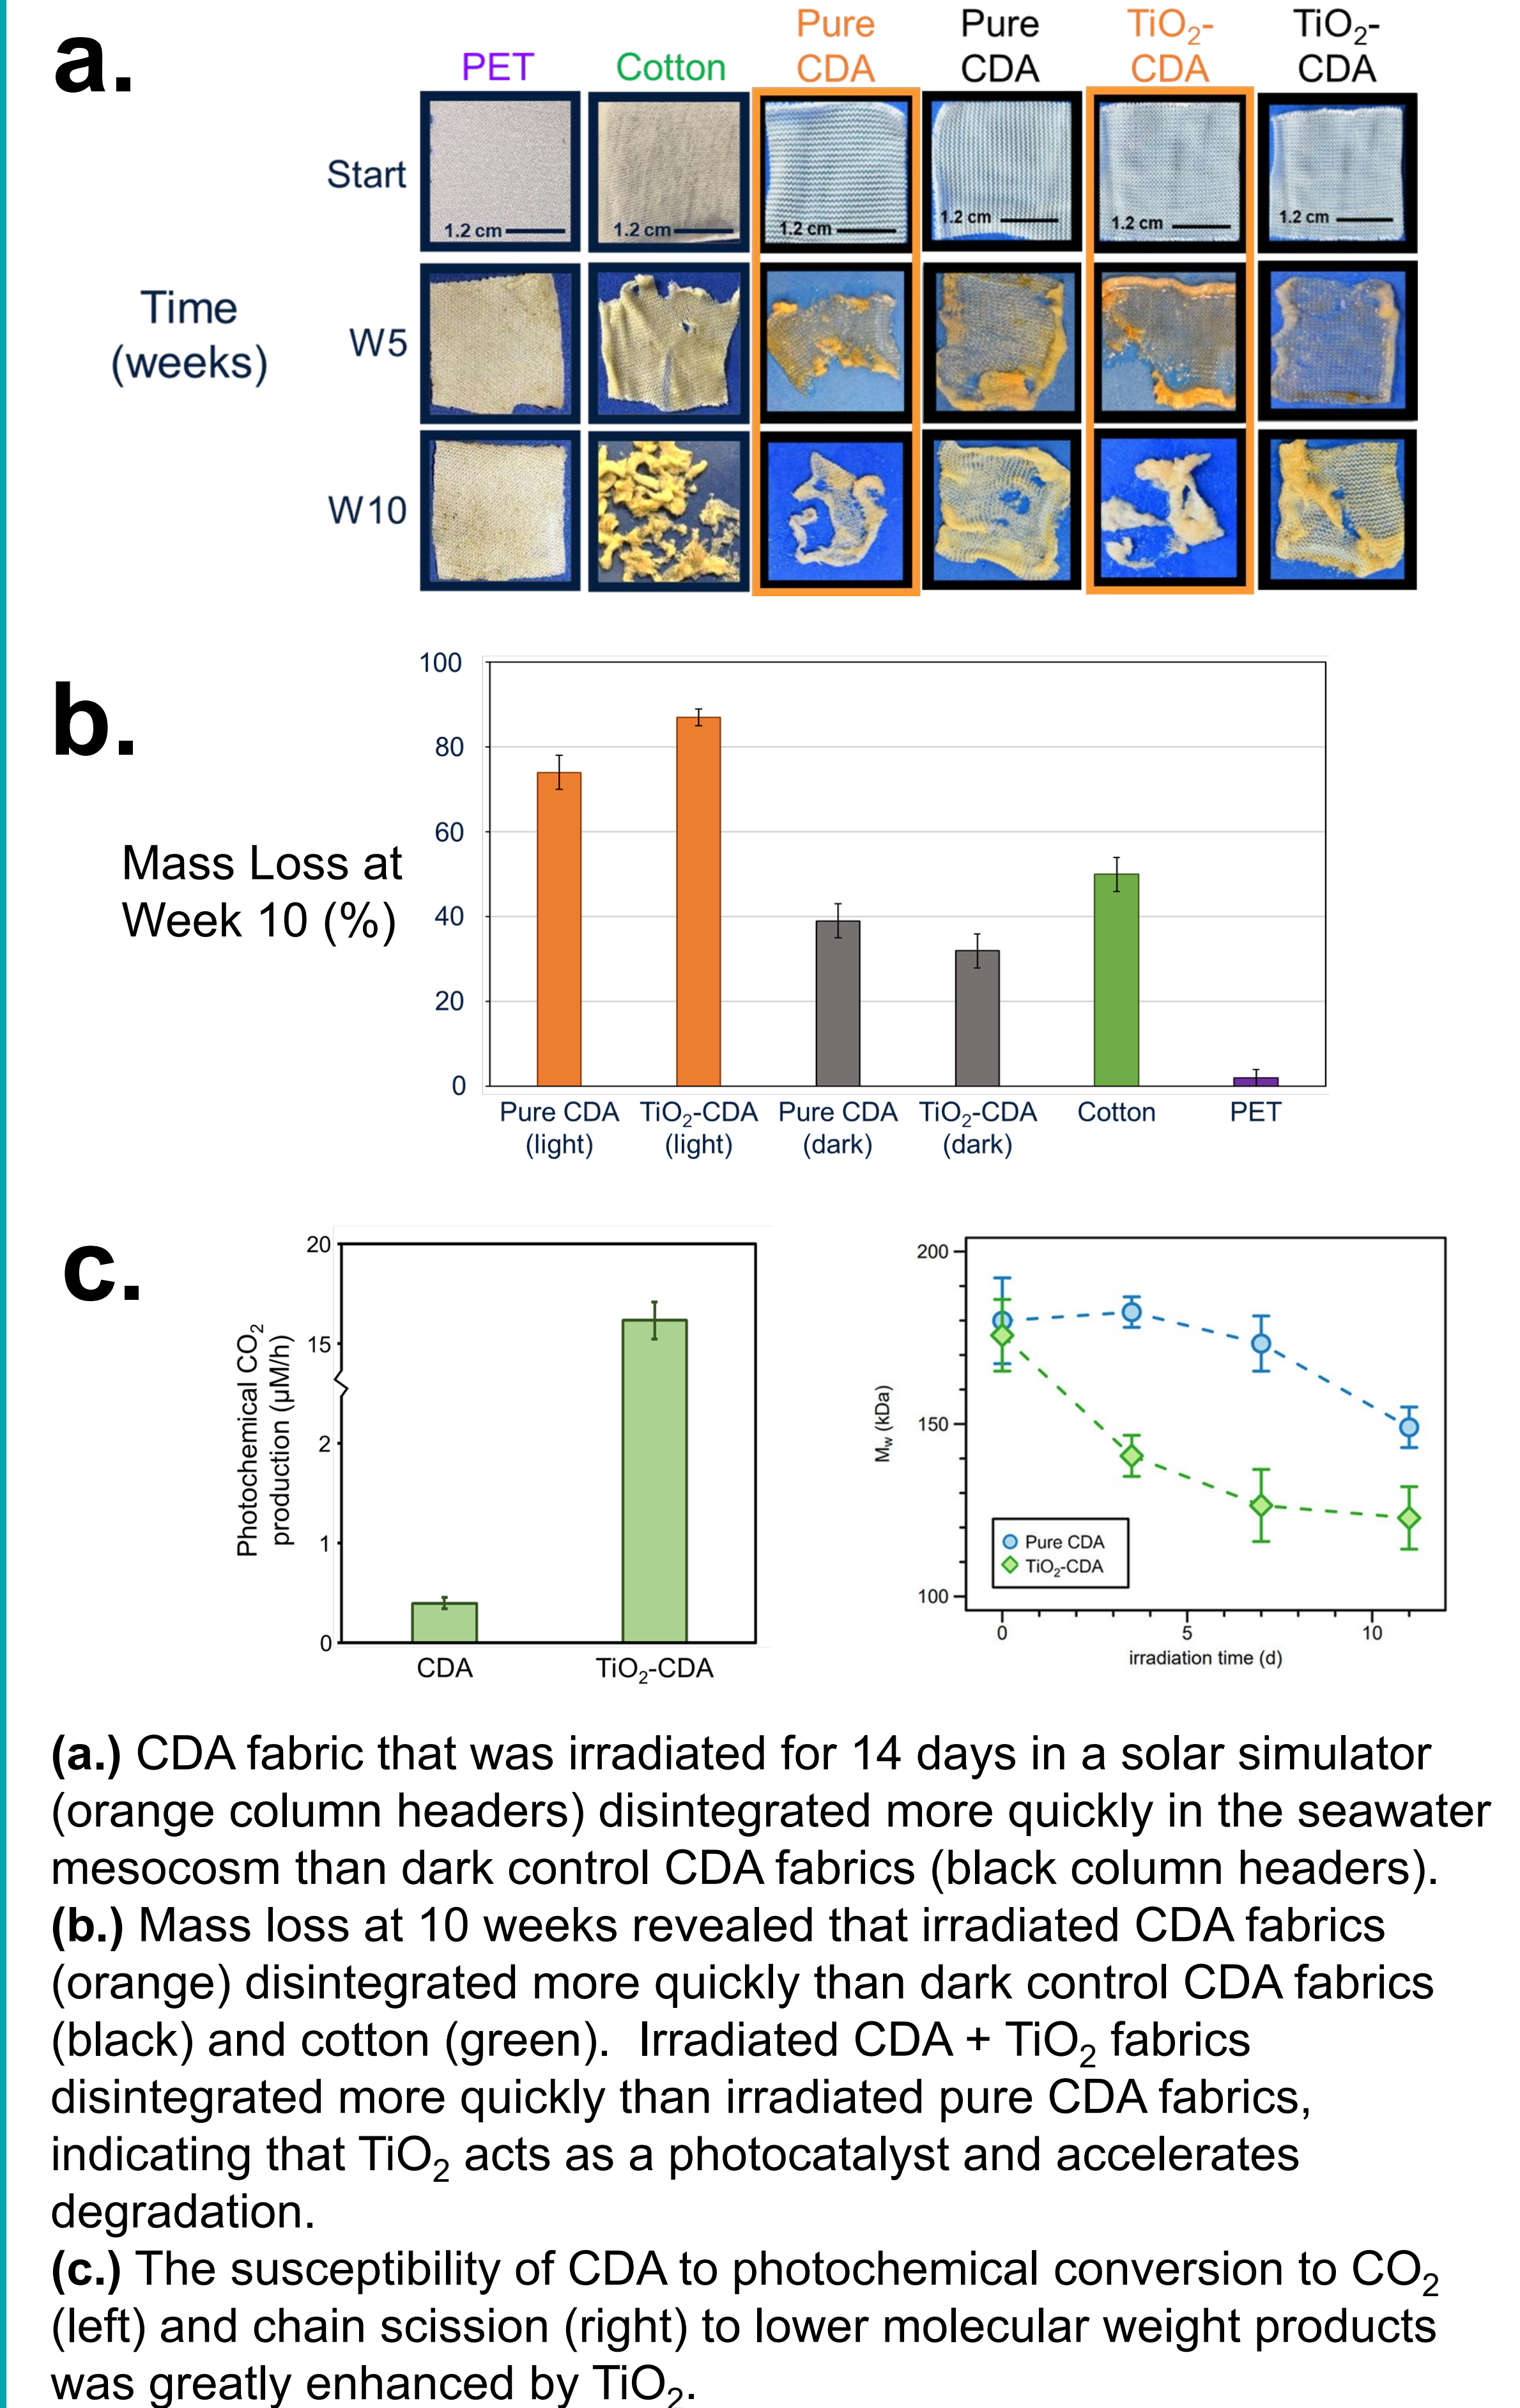 a.
PET
Cotton
Pure
CDA
Pure
CDA
TiO₂-
CDA
TiO₂-
CDA
Start
1.2 cm
1.2 cm
1.2 cm
1.2 cm
1.2 cm
1.2 cm
Time
(weeks)
W5
W10
b.
Mass Loss at
Week 10 (%)
100
80
60
40
20
0
Pure CDA
(light)
TiO₂-CDA
(light)
Pure CDA
(dark)
TiO₂-CDA
(dark)
Cotton
PET
c.
Photochemical CO₂
production (µM/h)
20
15
2
1
0
CDA
TiO₂-CDA
M_w (kDa)
200
150
100
Pure CDA
TiO₂-CDA
0
5
10
irradiation time (d)
(a.) CDA fabric that was irradiated for 14 days in a solar simulator
(orange column headers) disintegrated more quickly in the seawater
mesocosm than dark control CDA fabrics (black column headers).
(b.) Mass loss at 10 weeks revealed that irradiated CDA fabrics
(orange) disintegrated more quickly than dark control CDA fabrics
(black) and cotton (green).  Irradiated CDA + TiO₂ fabrics
disintegrated more quickly than irradiated pure CDA fabrics,
indicating that TiO₂ acts as a photocatalyst and accelerates
degradation.
(c.) The susceptibility of CDA to photochemical conversion to CO₂
(left) and chain scission (right) to lower molecular weight products
was greatly enhanced by TiO₂.